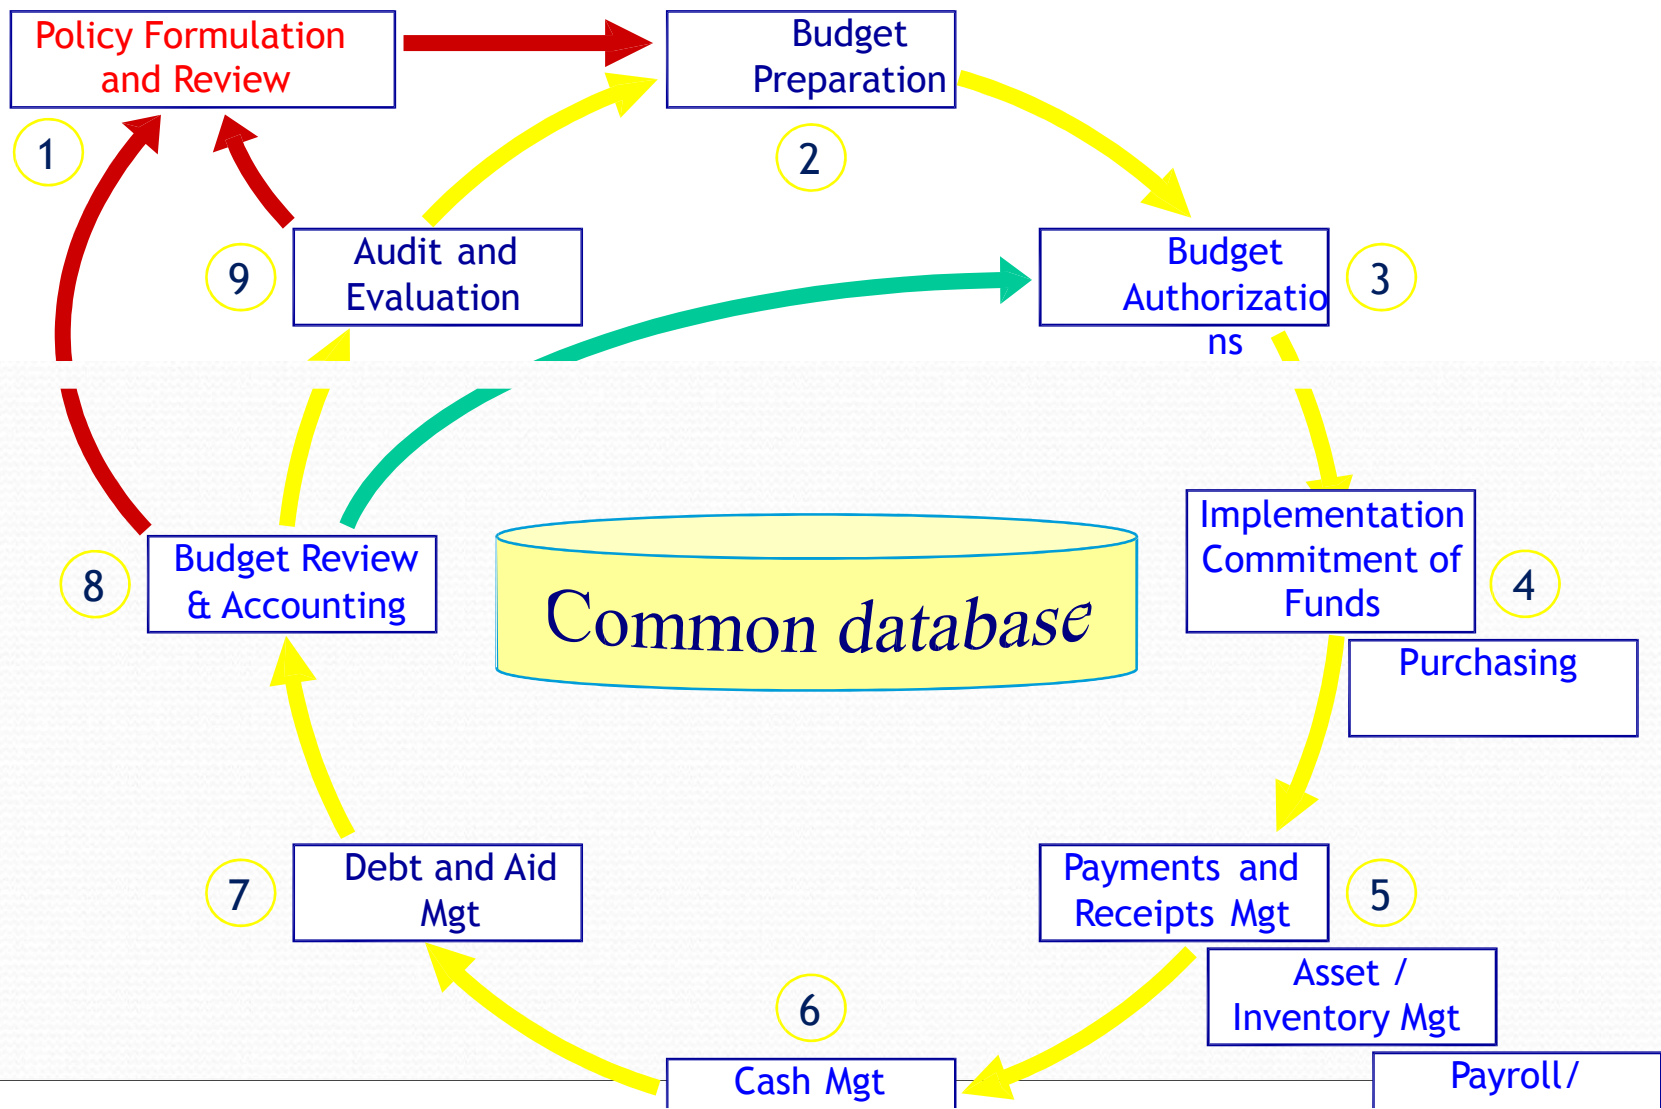 Policy Formulation
and Review
1
Budget
Preparation
2
Audit and
Evaluation
9
Budget
Authorizatio
ns
3
Implementation
Commitment of
Funds
4
Purchasing
Budget Review
& Accounting
8
Common database
Debt and Aid
Mgt
7
Payments and
Receipts Mgt
5
Asset /
Inventory Mgt
6
Cash Mgt
Payroll/